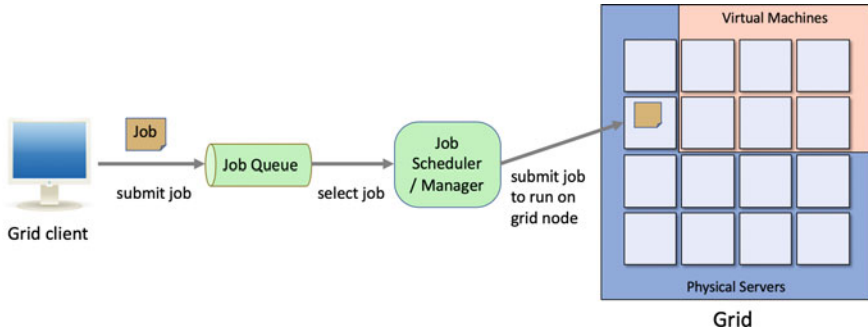 Virtual Machines
Job
Job Queue
Job
Scheduler
/ Manager
submit job
select job
submit job
to run on
grid node
Grid client
Physical Servers
Grid